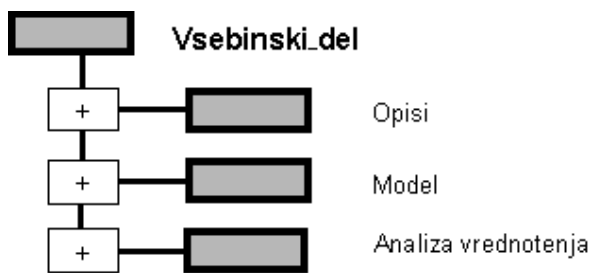 Vsebinski_del
+ Opisi
+ Model
+ Analiza vrednotenja